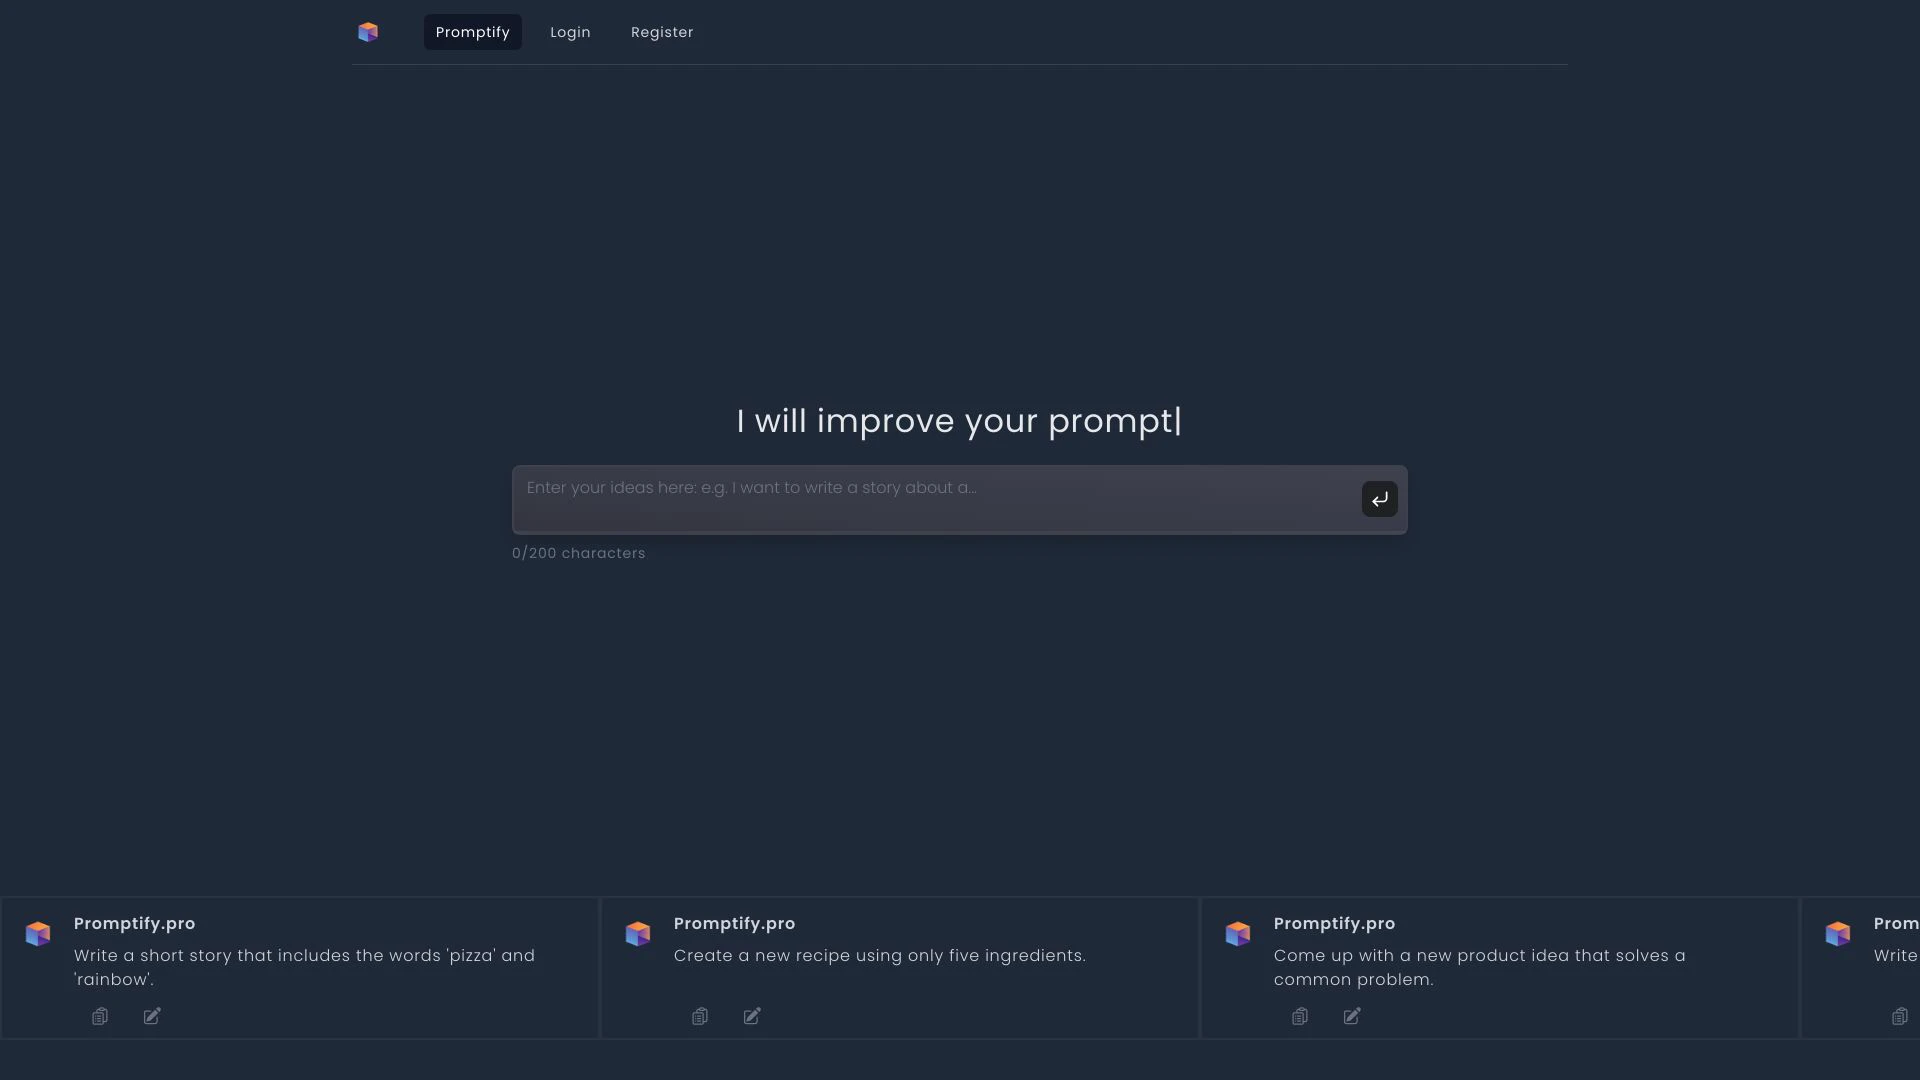 Promptify
Login
Register
I will improve your prompt|
Enter your ideas here: e.g. I want to write a story about a...
0/200 characters
Promptify.pro
Write a short story that includes the words 'pizza' and
'rainbow'.
Promptify.pro
Create a new recipe using only five ingredients.
Promptify.pro
Come up with a new product idea that solves a
common problem.
Prom
Write